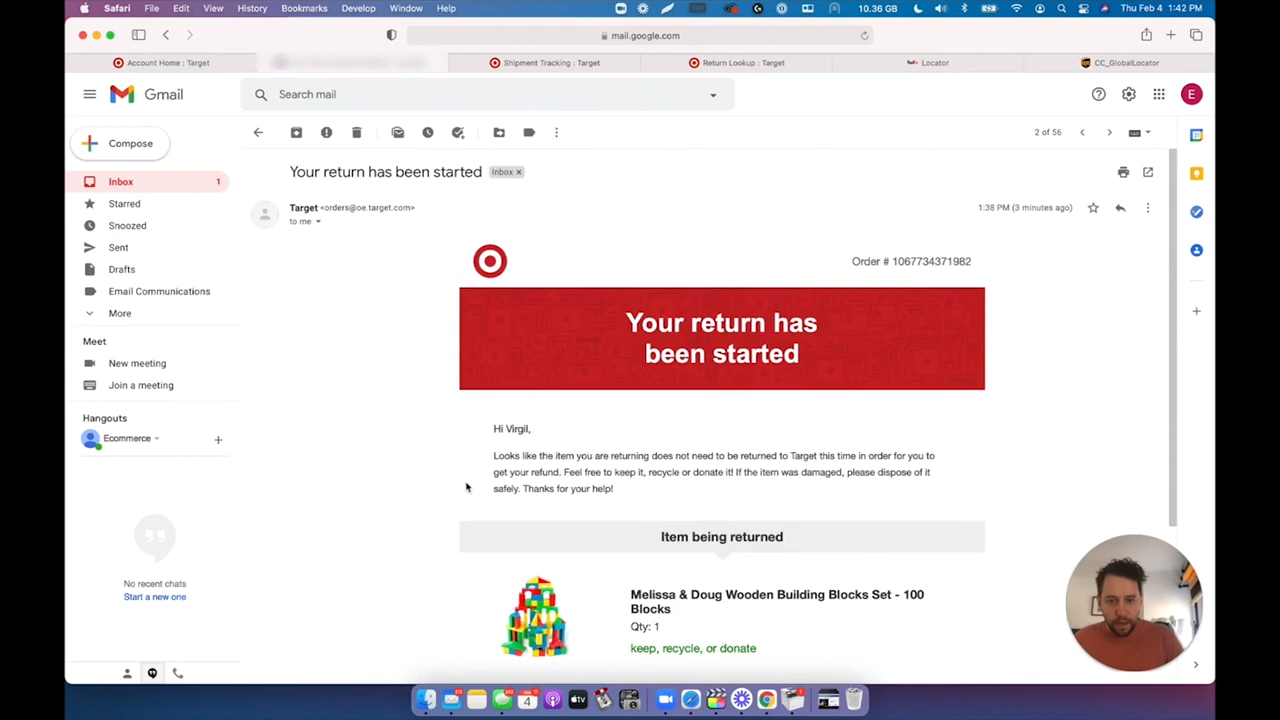 Safari File Edit View History Bookmarks Develop Window Help 10.36 GB Thu Feb 4 1:42 PM
mail.google.com
Account Home : Target Shipment Tracking : Target Return Lookup : Target Locator CC_GlobalLocator
Gmail
Search mail
E
Compose
2 of 56
Inbox 1
Starred
Snoozed
Sent
Drafts
Email Communications
More
Meet
New meeting
Join a meeting
Hangouts
Ecommerce
No recent chats
Start a new one
Your return has been started Inbox x
Target <orders@oe.target.com> 1:38 PM (3 minutes ago)
to me
Order # 1067734371982
Your return has
been started
Hi Virgil,
Looks like the item you are returning does not need to be returned to Target this time in order for you to
get your refund. Feel free to keep it, recycle or donate it! If the item was damaged, please dispose of it
safely. Thanks for your help!
Item being returned
Melissa & Doug Wooden Building Blocks Set - 100
Blocks
Qty: 1
keep, recycle, or donate